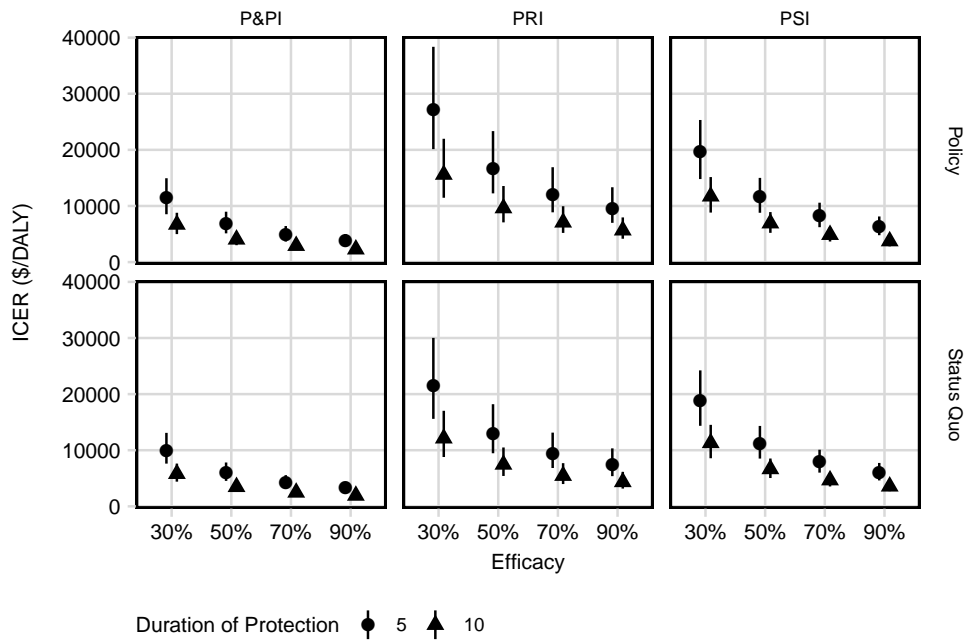 P&PI PRI PSI
40000
30000
20000
10000
0
Policy
40000
30000
20000
10000
0
Status Quo
ICER ($/DALY)
30% 50% 70% 90% 30% 50% 70% 90% 30% 50% 70% 90%
Efficacy
Duration of Protection 5 10